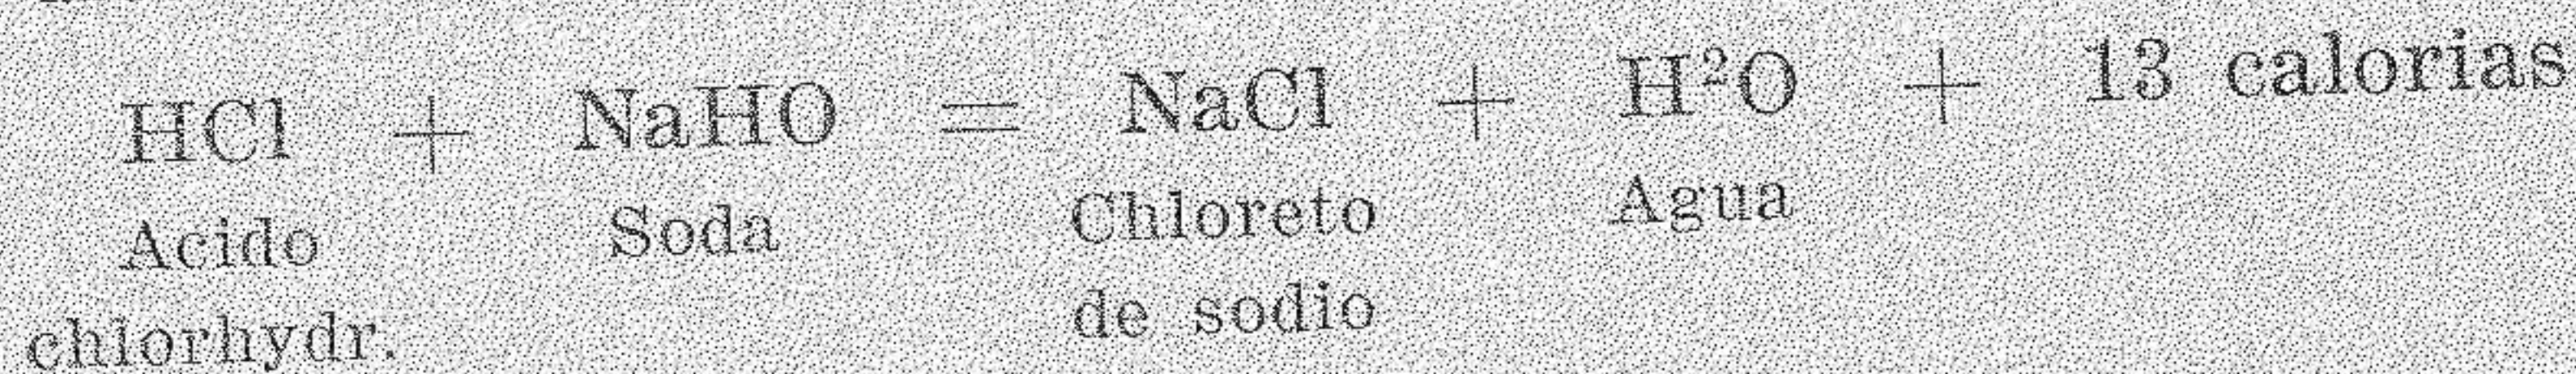 HCl + NaHO = NaCl + H²O + 13 calorias
Acido Soda Chloreto Agua
chlorhydr. de sodio